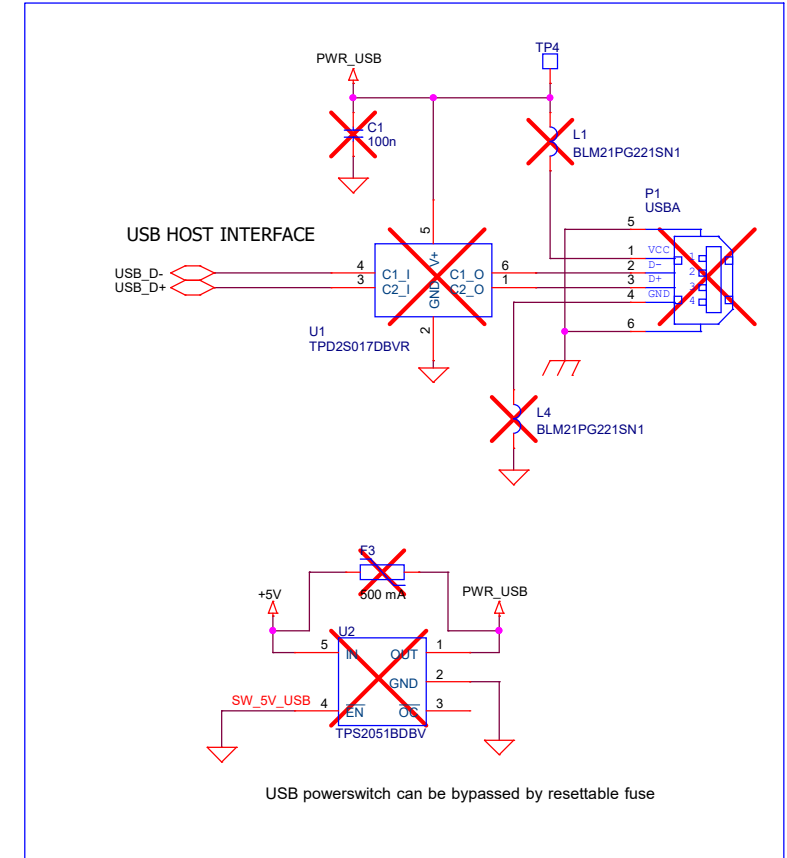 TP4
PWR_USB
C1
100n
L1
BLM21PG221SN1
P1
USBA
5
USB HOST INTERFACE
5
1 VCC 1
USB_D- 4 C1_I V+ C1_O 6 2 D- 2
USB_D+ 3 C2_I GND C2_O 1 3 D+ 3
4 GND 4
2
6
U1
TPD2S017DBVR
L4
BLM21PG221SN1
F3
500 mA
+5V
PWR_USB
U2
5 IN OUT 1
GND 2
SW_5V_USB 4 EN OC 3
TPS2051BDBV
USB powerswitch can be bypassed by resettable fuse